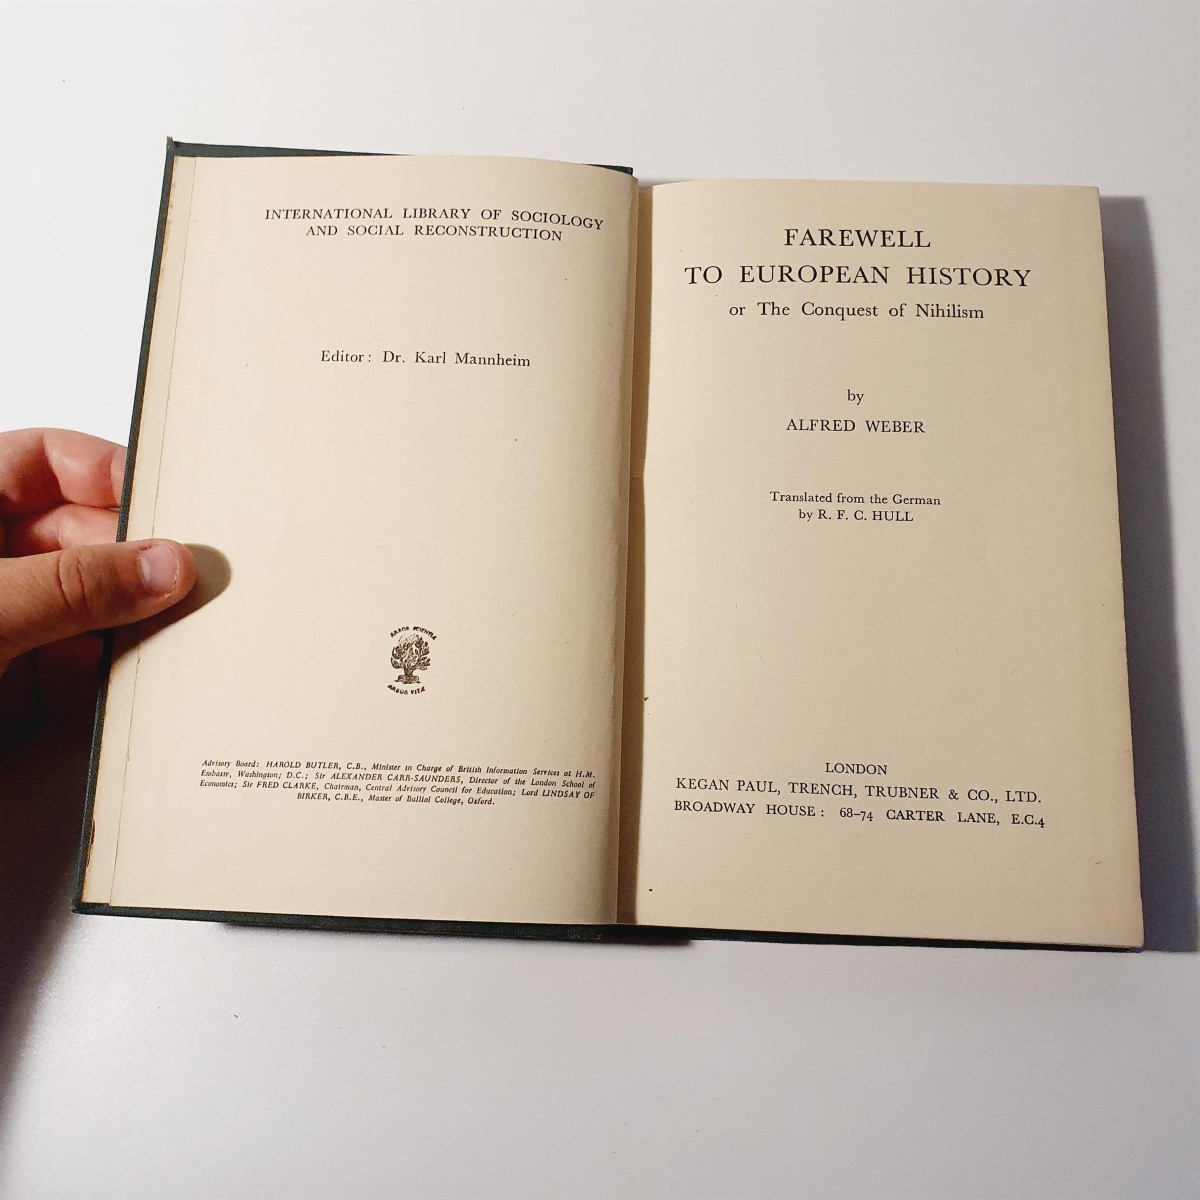 INTERNATIONAL LIBRARY OF SOCIOLOGY
AND SOCIAL RECONSTRUCTION
Editor: Dr. Karl Mannheim
ARBOR SCIENTIÆ
ARBOR VITÆ
Advisory Board: HAROLD BUTLER, C.B., Minister in Charge of British Information Services at H.M.
Embassy, Washington; D.C.; Sir ALEXANDER CARR-SAUNDERS, Director of the London School of
Economics; Sir FRED CLARKE, Chairman, Central Advisory Council for Education; Lord LINDSAY OF
BIRKER, C.B.E., Master of Balliol College, Oxford.
FAREWELL
TO EUROPEAN HISTORY
or The Conquest of Nihilism
by
ALFRED WEBER
Translated from the German
by R. F. C. HULL
LONDON
KEGAN PAUL, TRENCH, TRUBNER & CO., LTD.
BROADWAY HOUSE: 68–74 CARTER LANE, E.C.4